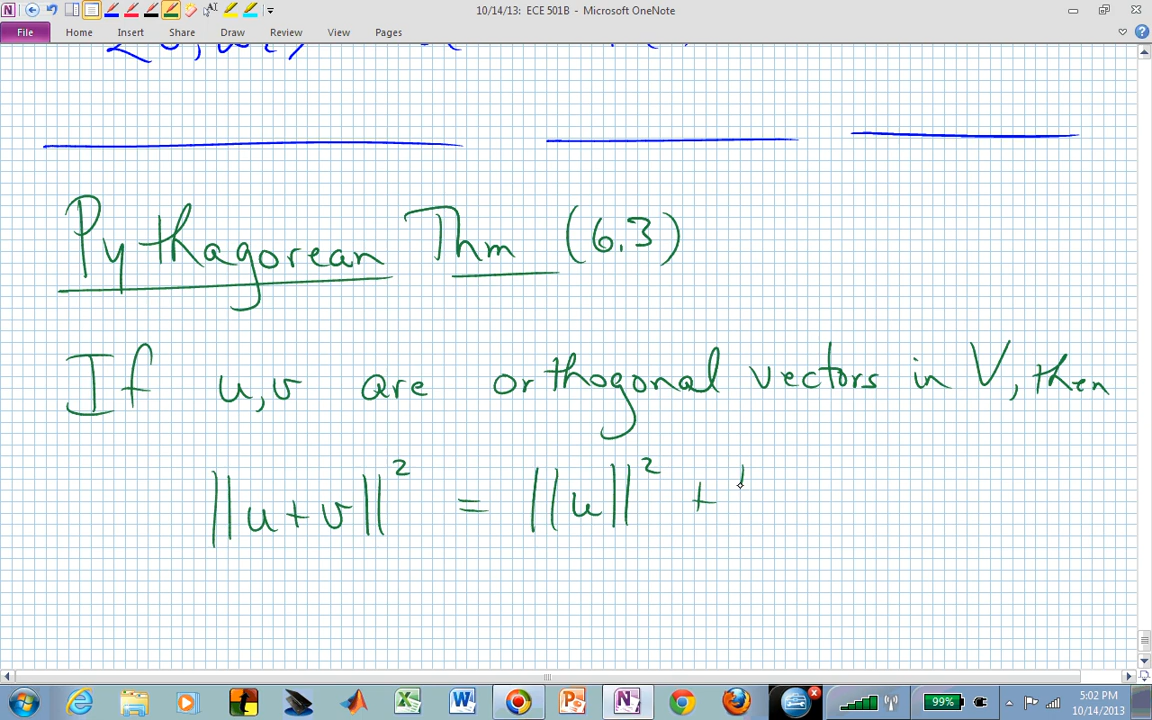 10/14/13: ECE 501B - Microsoft OneNote
File Home Insert Share Draw Review View Pages
Pythagorean Thm (6.3)
If u,v are orthogonal vectors in V, then
||u+v||² = ||u||² +
99%
5:02 PM
10/14/2013